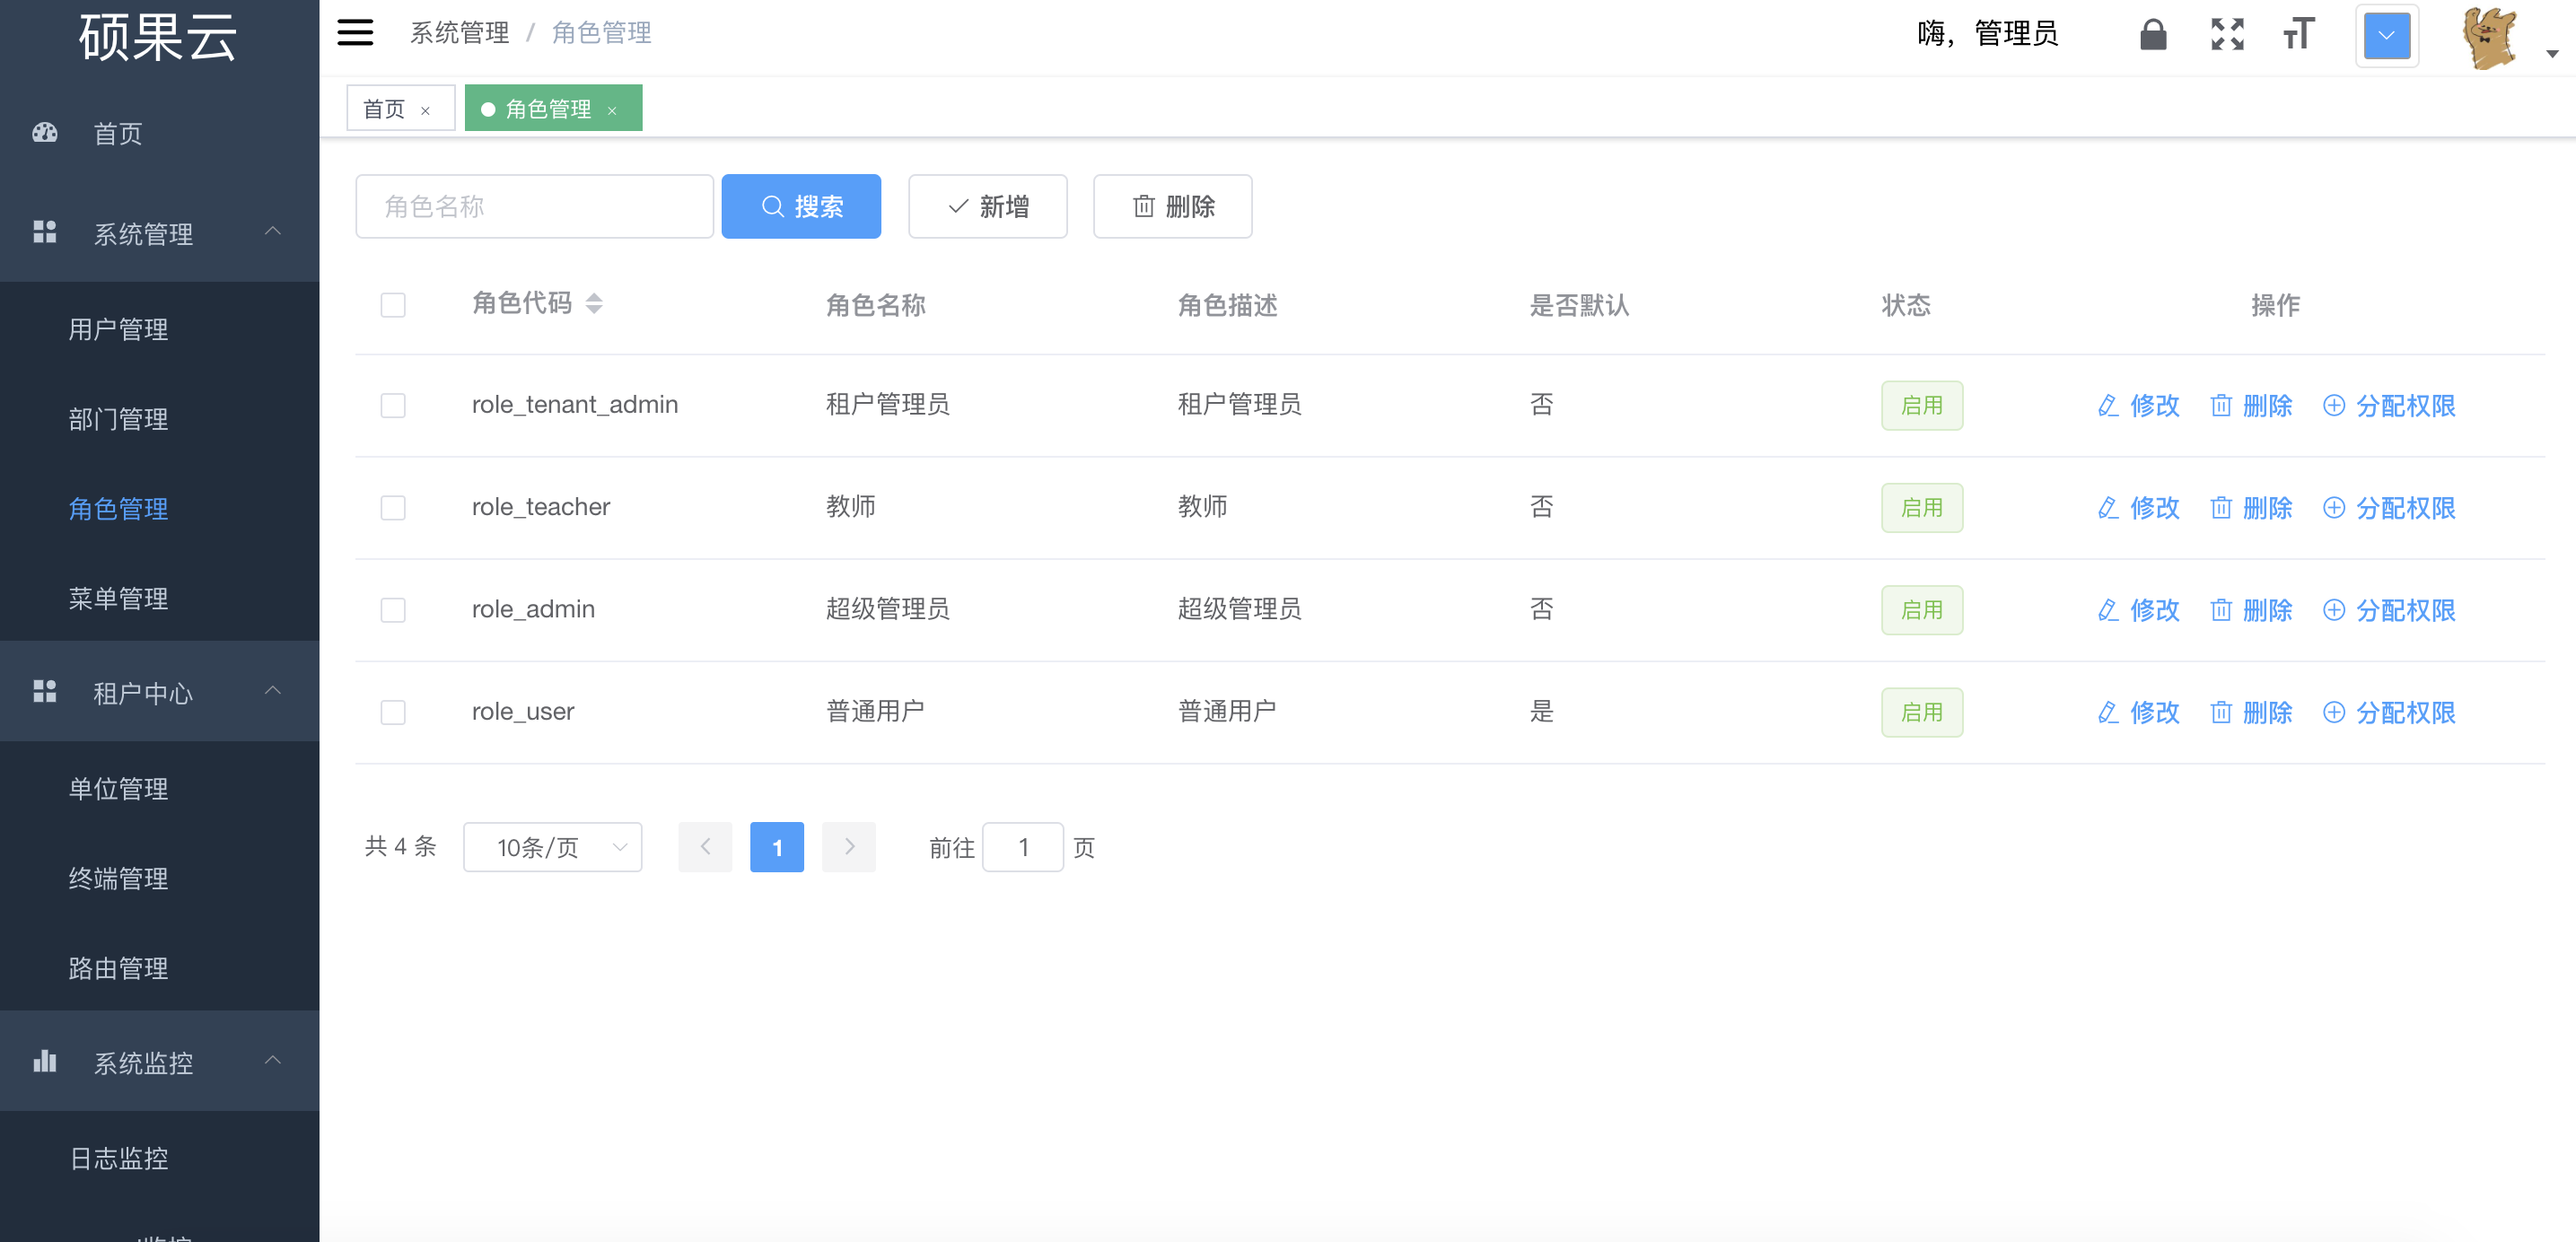 硕果云
首页
系统管理
用户管理
部门管理
角色管理
菜单管理
租户中心
单位管理
终端管理
路由管理
系统监控
日志监控
系统管理 / 角色管理
嗨，管理员
首页 × 角色管理 ×
角色名称 搜索 新增 删除
角色代码 角色名称 角色描述 是否默认 状态 操作
role_tenant_admin 租户管理员 租户管理员 否 启用 修改 删除 分配权限
role_teacher 教师 教师 否 启用 修改 删除 分配权限
role_admin 超级管理员 超级管理员 否 启用 修改 删除 分配权限
role_user 普通用户 普通用户 是 启用 修改 删除 分配权限
共 4 条 10条/页 1 前往 1 页